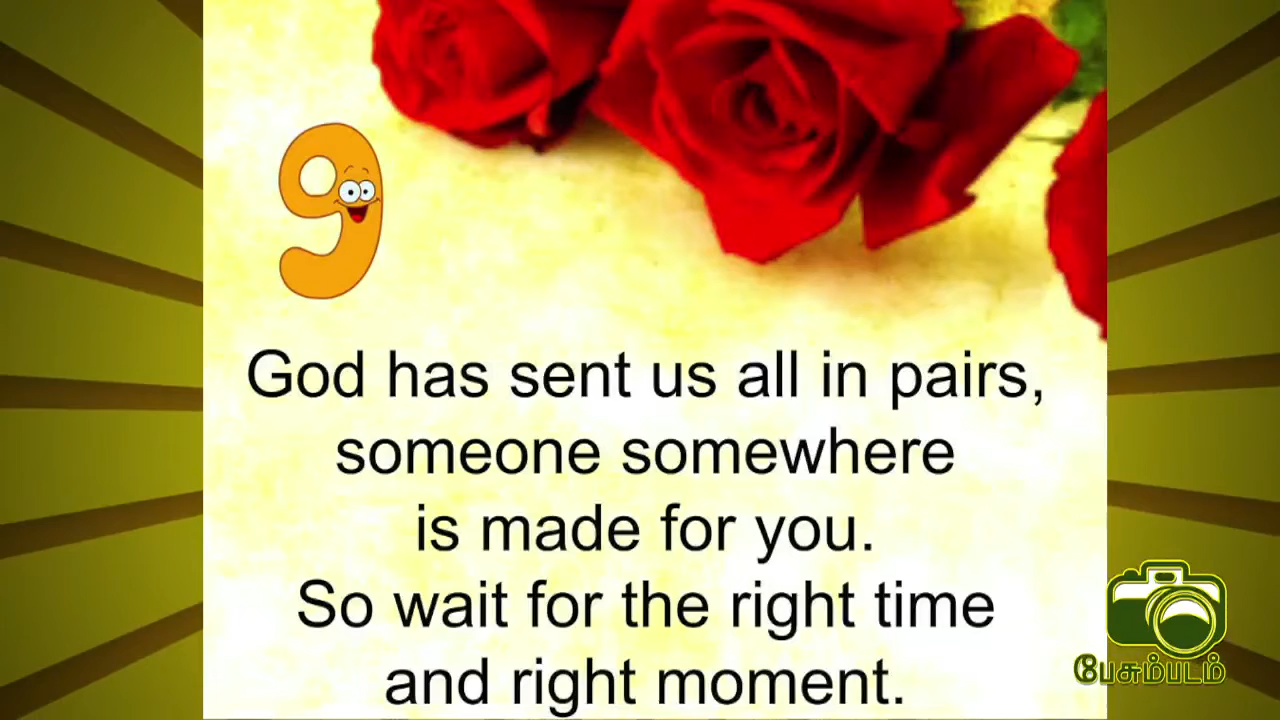 9
God has sent us all in pairs,
someone somewhere
is made for you.
So wait for the right time
and right moment.
பேசும்படம்